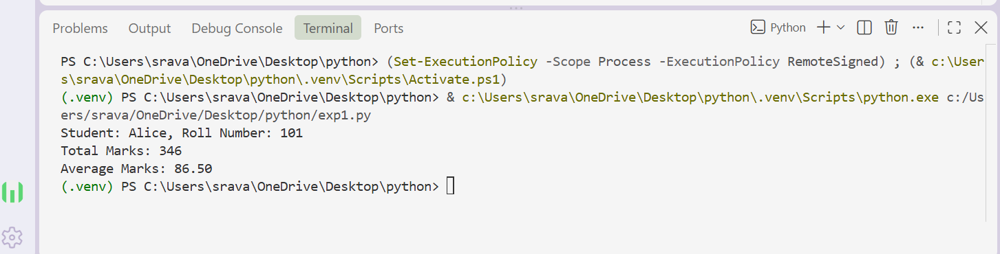 Problems Output Debug Console Terminal Ports Python
PS C:\Users\srava\OneDrive\Desktop\python> (Set-ExecutionPolicy -Scope Process -ExecutionPolicy RemoteSigned) ; (& c:\User
s\srava\OneDrive\Desktop\python\.venv\Scripts\Activate.ps1)
(.venv) PS C:\Users\srava\OneDrive\Desktop\python> & c:\Users\srava\OneDrive\Desktop\python\.venv\Scripts\python.exe c:/Us
ers/srava/OneDrive/Desktop/python/exp1.py
Student: Alice, Roll Number: 101
Total Marks: 346
Average Marks: 86.50
(.venv) PS C:\Users\srava\OneDrive\Desktop\python>